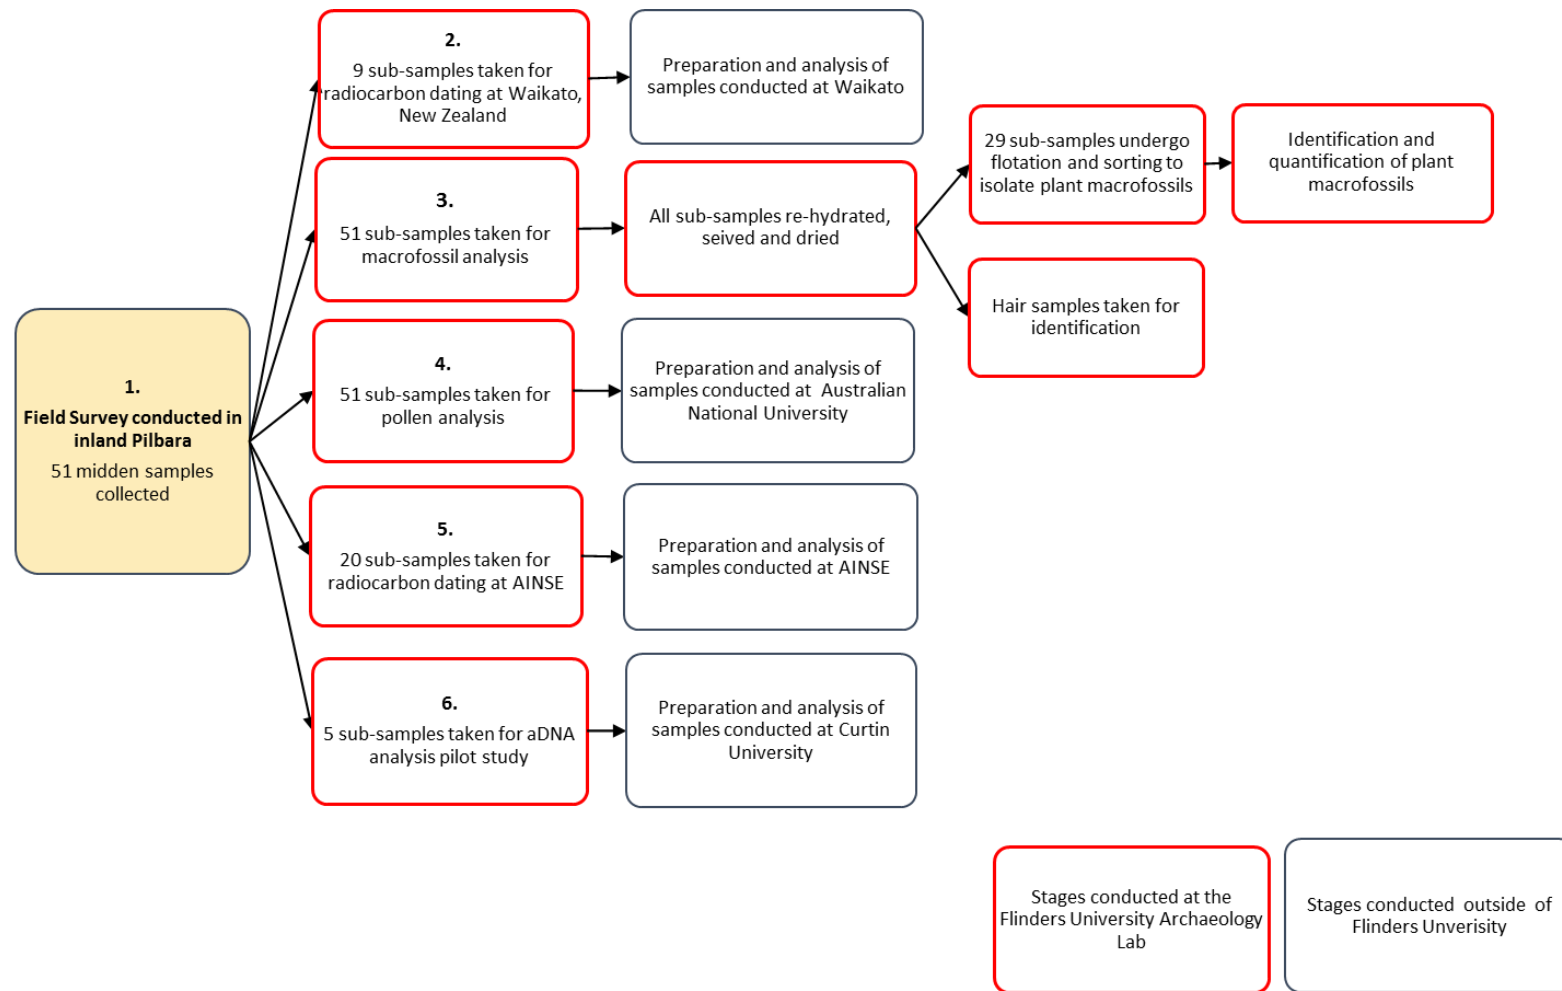 2.
9 sub-samples taken for
radiocarbon dating at Waikato,
New Zealand
Preparation and analysis of
samples conducted at Waikato
29 sub-samples undergo
flotation and sorting to
isolate plant macrofossils
Identification and
quantification of plant
macrofossils
3.
51 sub-samples taken for
macrofossil analysis
All sub-samples re-hydrated,
seived and dried
Hair samples taken for
identification
1.
Field Survey conducted in
inland Pilbara
51 midden samples
collected
4.
51 sub-samples taken for
pollen analysis
Preparation and analysis of
samples conducted at Australian
National University
5.
20 sub-samples taken for
radiocarbon dating at AINSE
Preparation and analysis of
samples conducted at AINSE
6.
5 sub-samples taken for aDNA
analysis pilot study
Preparation and analysis of
samples conducted at Curtin
University
Stages conducted at the
Flinders University Archaeology
Lab
Stages conducted outside of
Flinders Unverisity